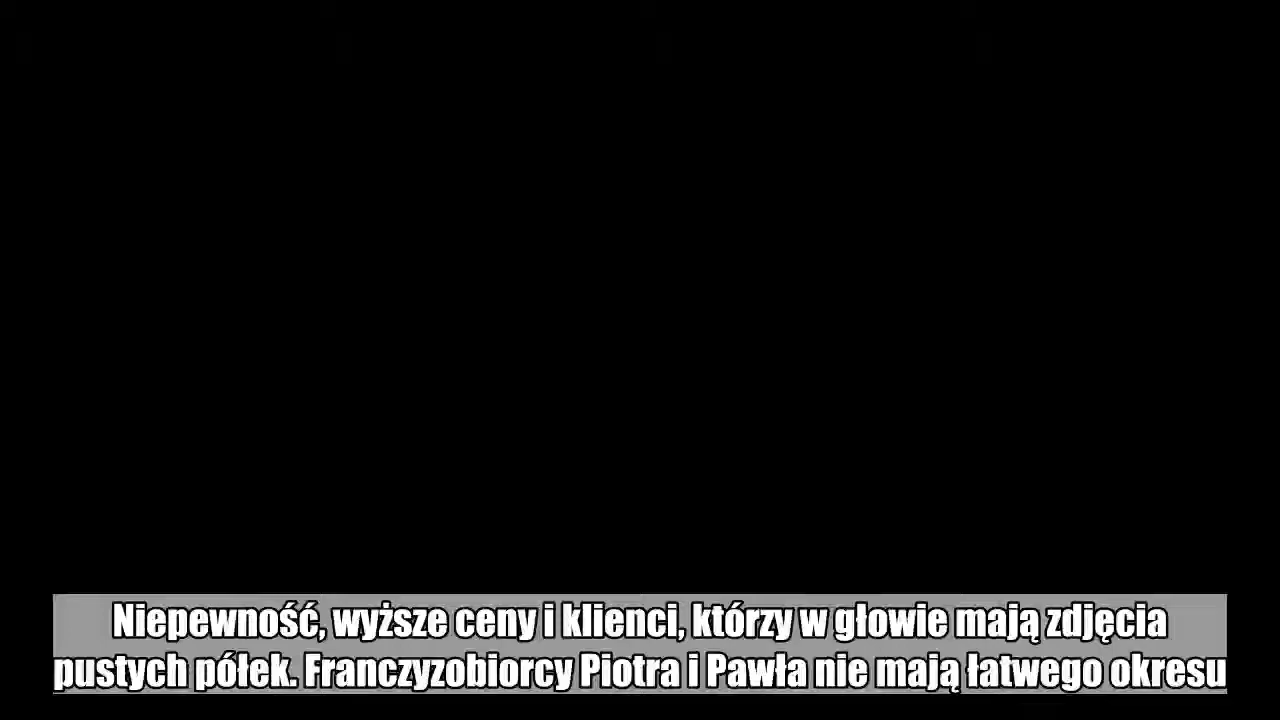 Niepewność, wyższe ceny i klienci, którzy w głowie mają zdjęcia
pustych półek. Franczyzobiorcy Piotra i Pawła nie mają łatwego okresu